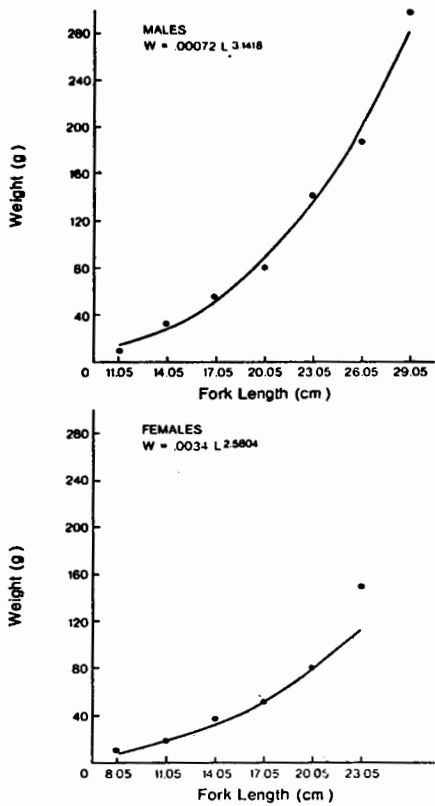 MALES
W = .00072 L 3.1418
280
240
200
160
120
80
40
0
11.05 14.05 17.05 20.05 23.05 26.05 29.05
Fork Length (cm)
Weight (g)
FEMALES
W = .0034 L 2.5804
280
240
200
160
120
80
40
0
8.05 11.05 14.05 17.05 20.05 23.05
Fork Length (cm)
Weight (g)